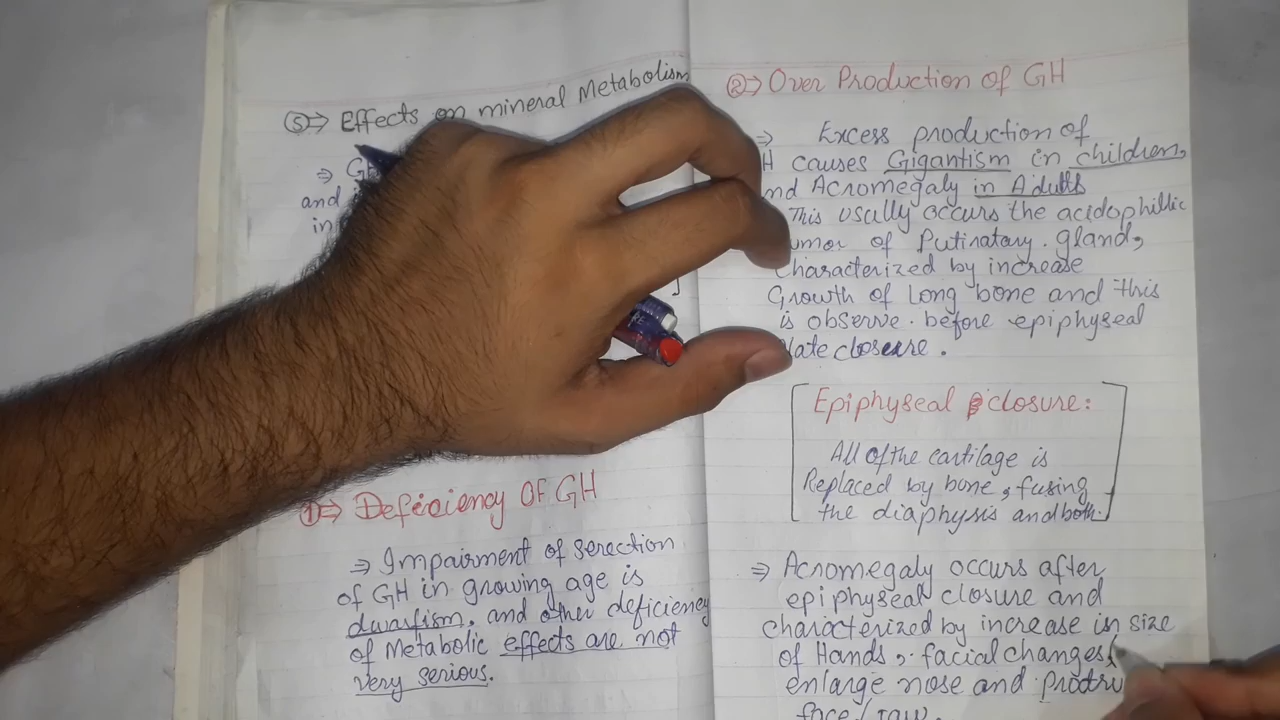 ⑤⇒ Effects on mineral Metabolism
⇒
and
in
①⇒ Deficiency OF GH
⇒ Impairment of serection
of GH in growing age is
dwarfism, and other deficiency
of Metabolic effects are not
very serious.
②⇒ Over Production of GH
⇒ Excess production of
H causes Gigantism in children,
nd Acromegaly in Adults
This usally occurs the acidophillic
umor of Putinatary. gland,
characterized by increase
Growth of long bone and this
is observe. before epiphyseal
late closure.
Epiphyseal closure:
All of the cartilage is
Replaced by bone, fusing
the diaphysis and both.
⇒ Acromegaly occurs after
epiphyseal closure and
characterized by increase in size
of Hands, facial changes,
enlarge nose and protru
face / Jaw.